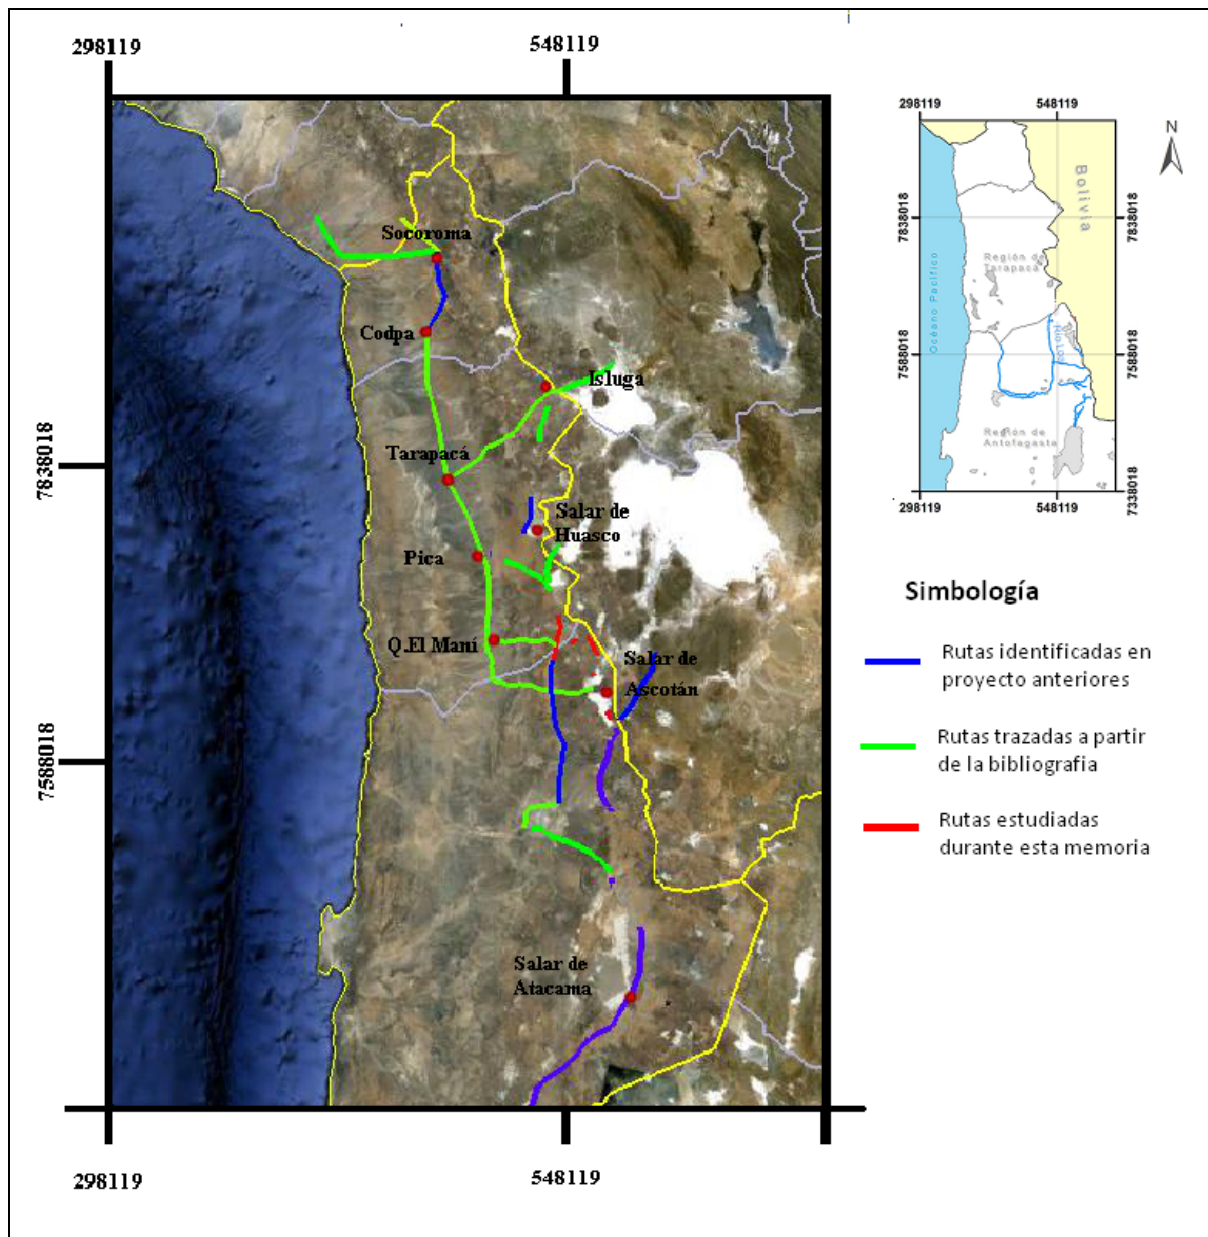 298119
548119
Socoroma
Codpa
Isluga
Tarapacá
Salar de
Huasco
Pica
Q.El Maní
Salar de
Ascotán
Salar de
Atacama
7838018
7588018
298119
548119
298119
548119
N
Bolivia
7838018
7838018
Océano Pacífico
Región de
Tarapacá
Río Loa
7588018
7588018
Región de
Antofagasta
7338018
298119
548119
Simbología
Rutas identificadas en
proyecto anteriores
Rutas trazadas a partir
de la bibliografia
Rutas estudiadas
durante esta memoria